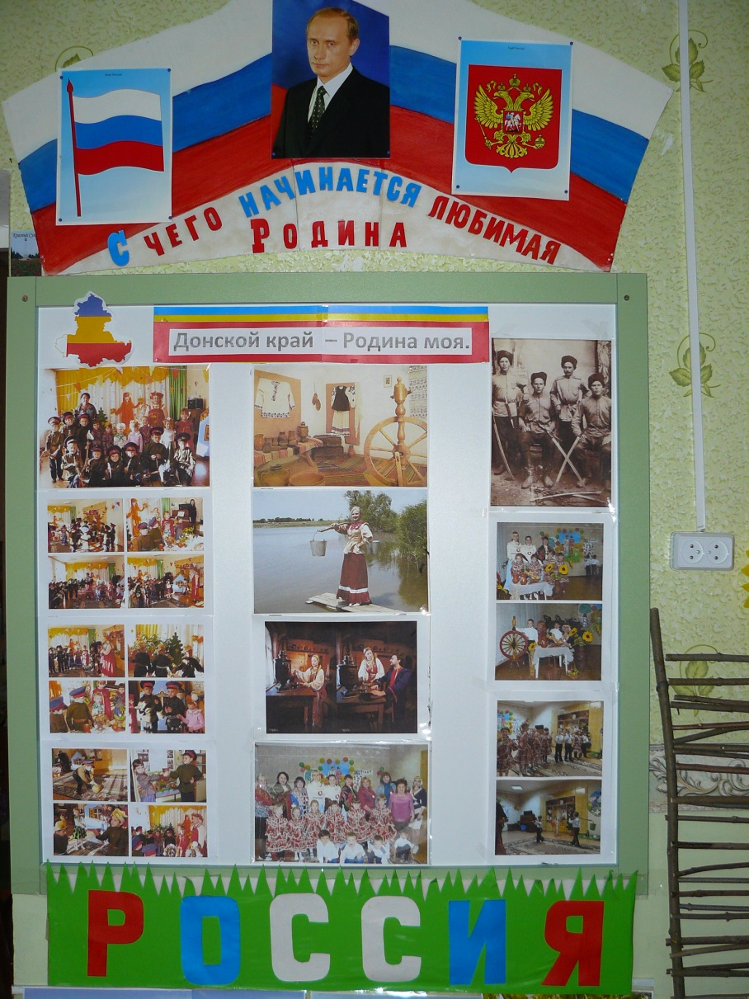 С ЧЕГО НАЧИНАЕТСЯ ЛЮБИМАЯ
РОДИНА
Донской край – Родина моя.
РОССИЯ